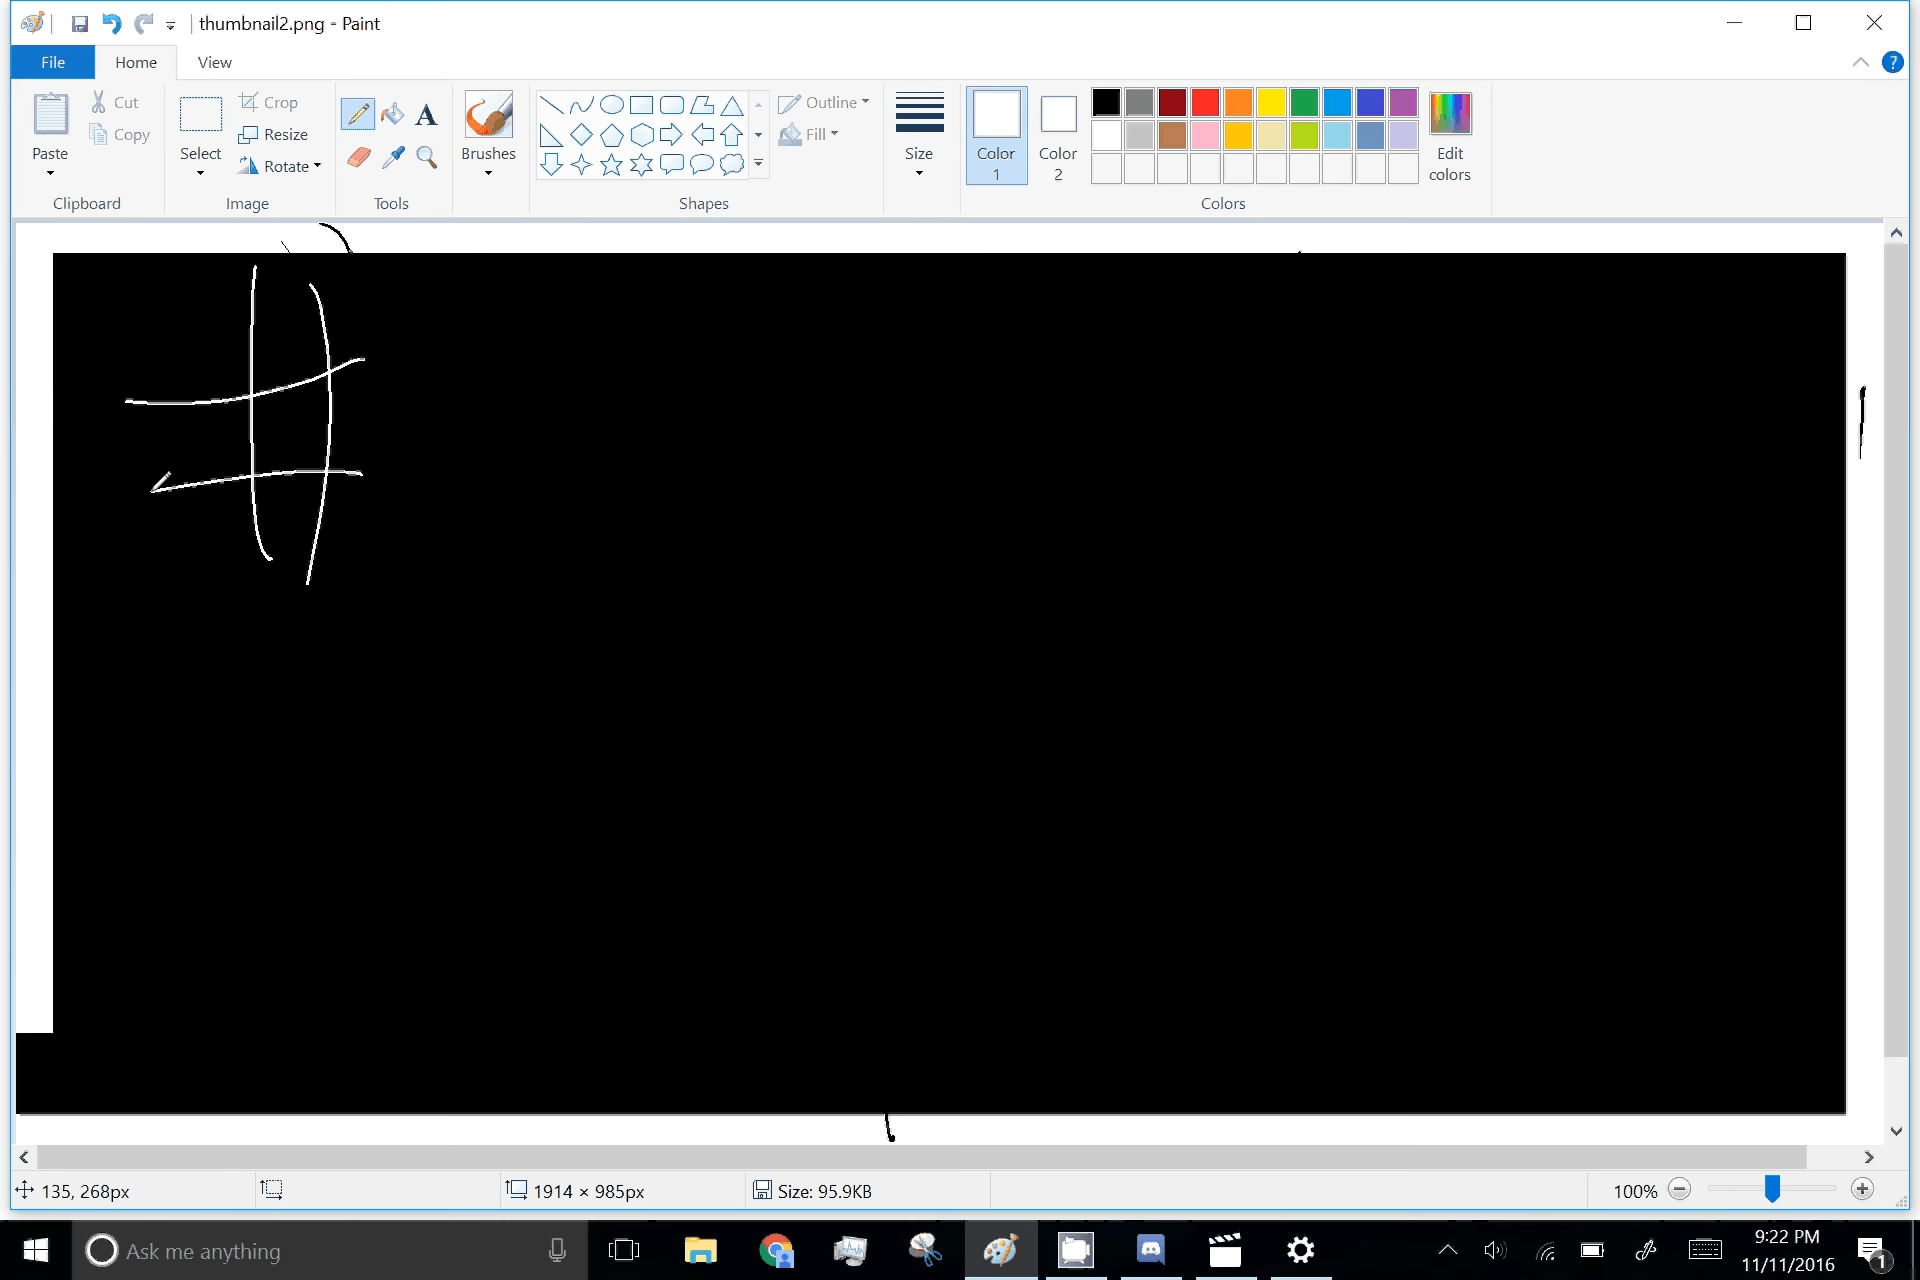 thumbnail2.png - Paint
File Home View
Paste Cut Copy Clipboard
Select Crop Resize Rotate Image
A Tools
Brushes
Shapes
Outline Fill
Size
Color 1 Color 2 Edit colors Colors
#
135, 268px 1914 × 985px Size: 95.9KB 100%
Ask me anything 9:22 PM
11/11/2016 1